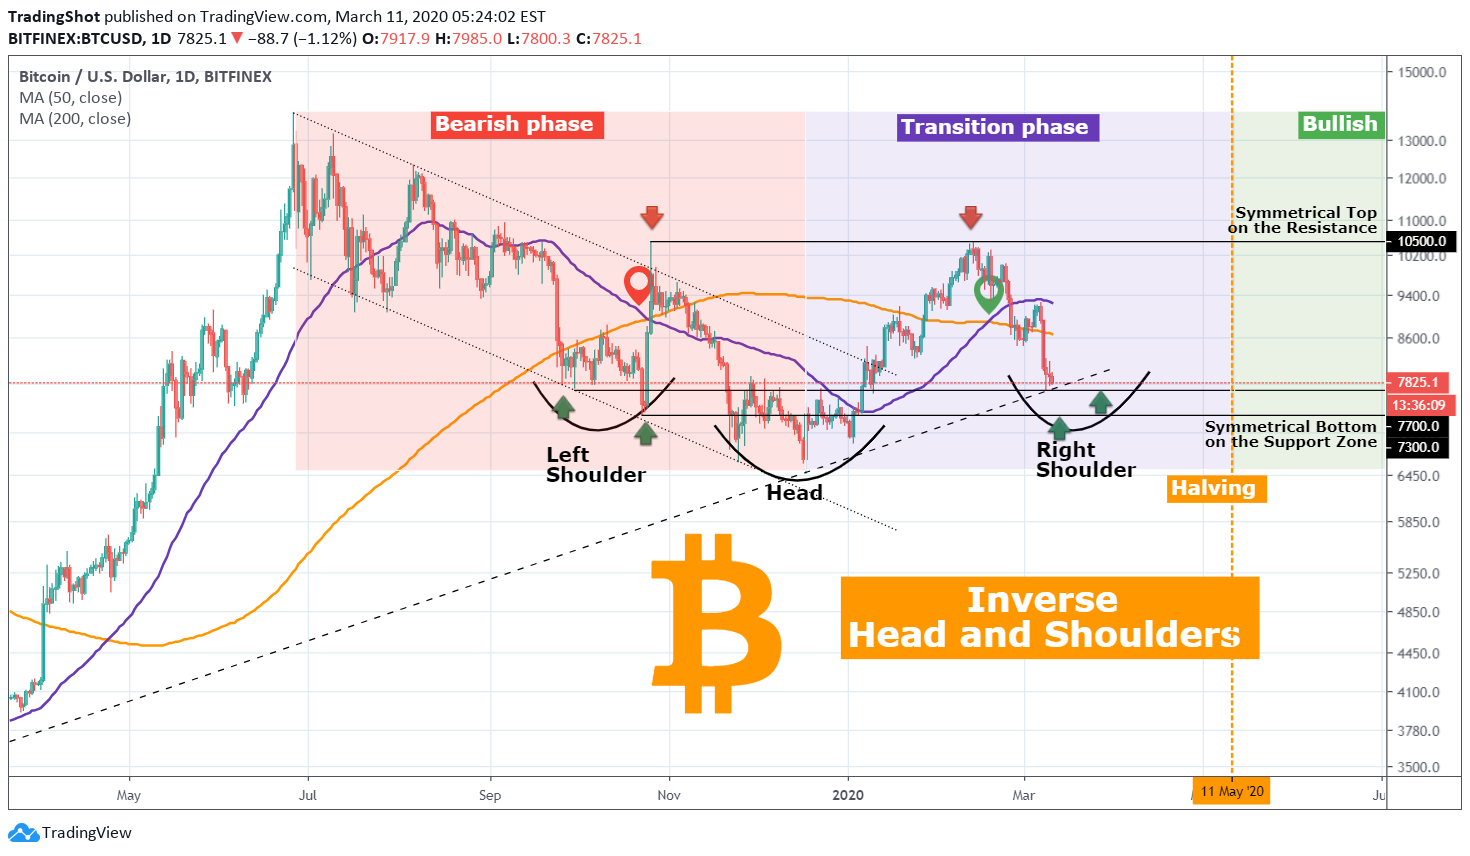 TradingShot published on TradingView.com, March 11, 2020 05:24:02 EST
BITFINEX:BTCUSD, 1D 7825.1 ▼ −88.7 (−1.12%) O:7917.9 H:7985.0 L:7800.3 C:7825.1
Bitcoin / U.S. Dollar, 1D, BITFINEX
MA (50, close)
MA (200, close)
Bearish phase
Transition phase
Bullish
Symmetrical Top
on the Resistance
Left
Shoulder
Head
Right
Shoulder
Symmetrical Bottom
on the Support Zone
Halving
Inverse
Head and Shoulders
15000.0
13000.0
12000.0
11000.0
10500.0
10200.0
9400.0
8600.0
7825.1
13:36:09
7700.0
7300.0
6450.0
5850.0
5250.0
4850.0
4450.0
4100.0
3780.0
3500.0
May
Jul
Sep
Nov
2020
Mar
11 May '20
Ju
TradingView